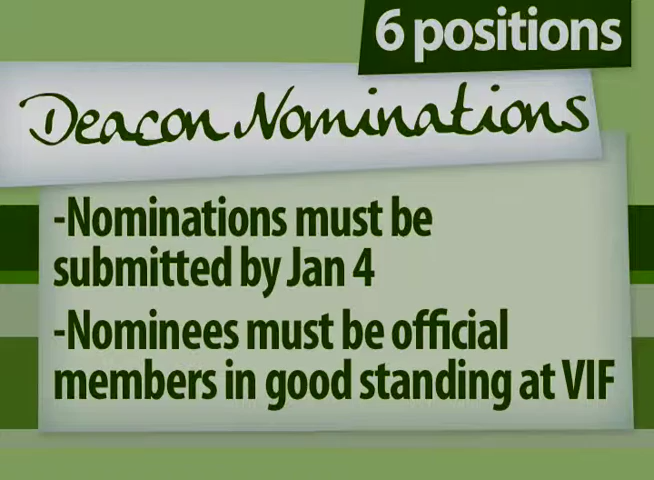 6 positions
Deacon Nominations
-Nominations must be
submitted by Jan 4
-Nominees must be official
members in good standing at VIF